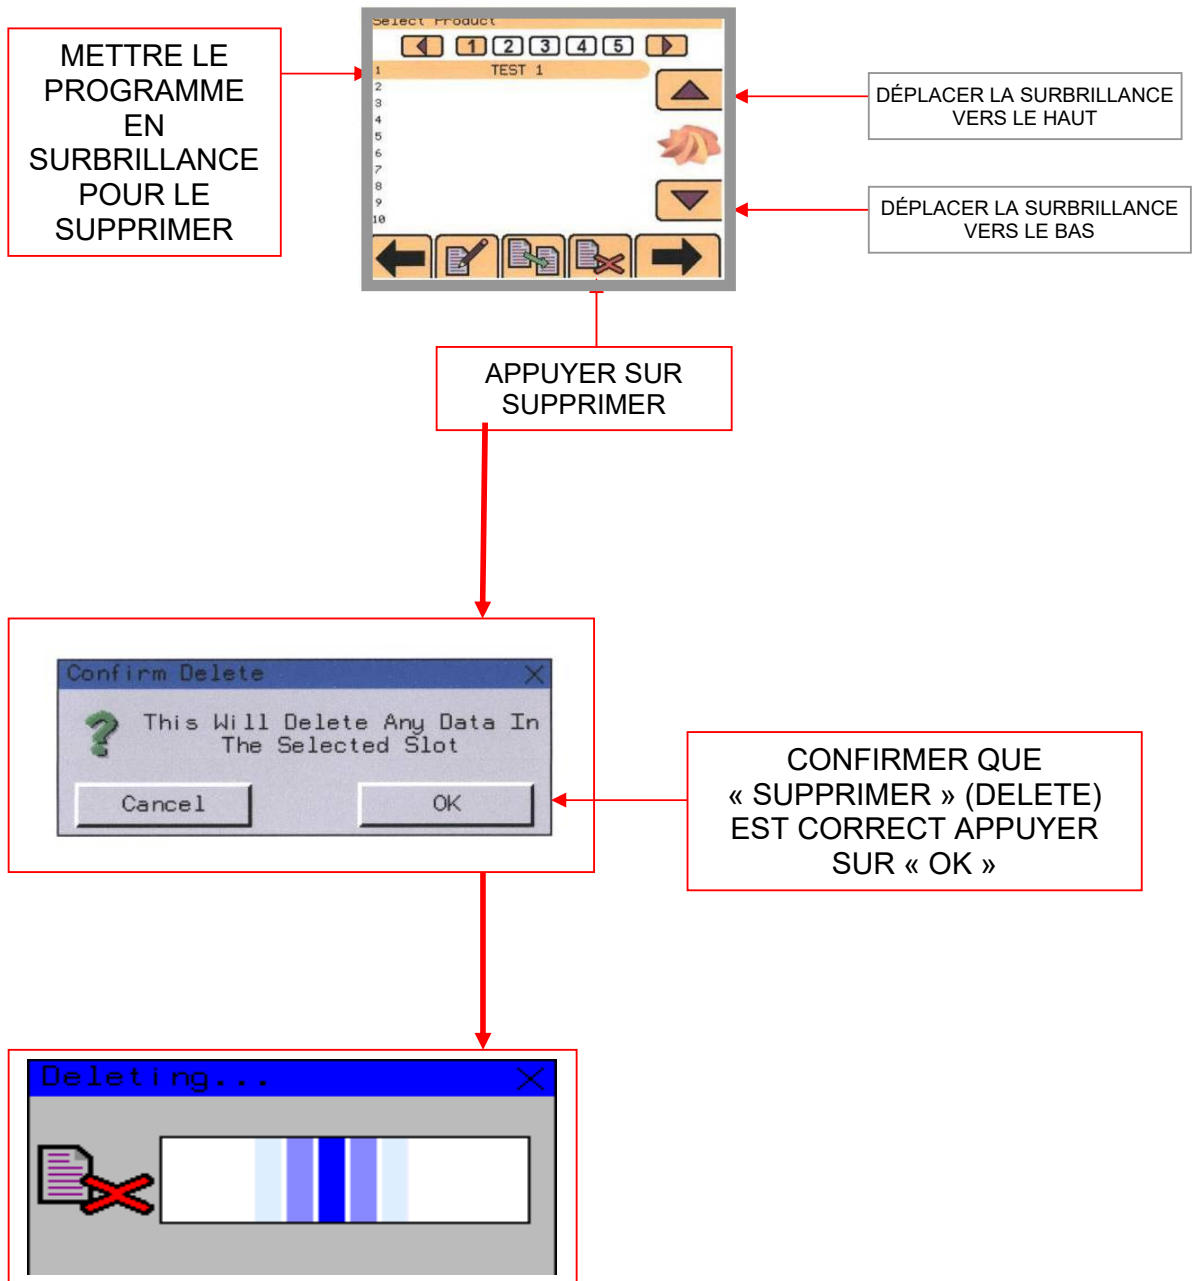 Select Product
1 2 3 4 5
METTRE LE
PROGRAMME
EN
SURBRILLANCE
POUR LE
SUPPRIMER
1 TEST 1
2
3
4
5
6
7
8
9
10
DÉPLACER LA SURBRILLANCE
VERS LE HAUT
DÉPLACER LA SURBRILLANCE
VERS LE BAS
APPUYER SUR
SUPPRIMER
Confirm Delete
This Will Delete Any Data In
The Selected Slot
Cancel OK
CONFIRMER QUE
« SUPPRIMER » (DELETE)
EST CORRECT APPUYER
SUR « OK »
Deleting...